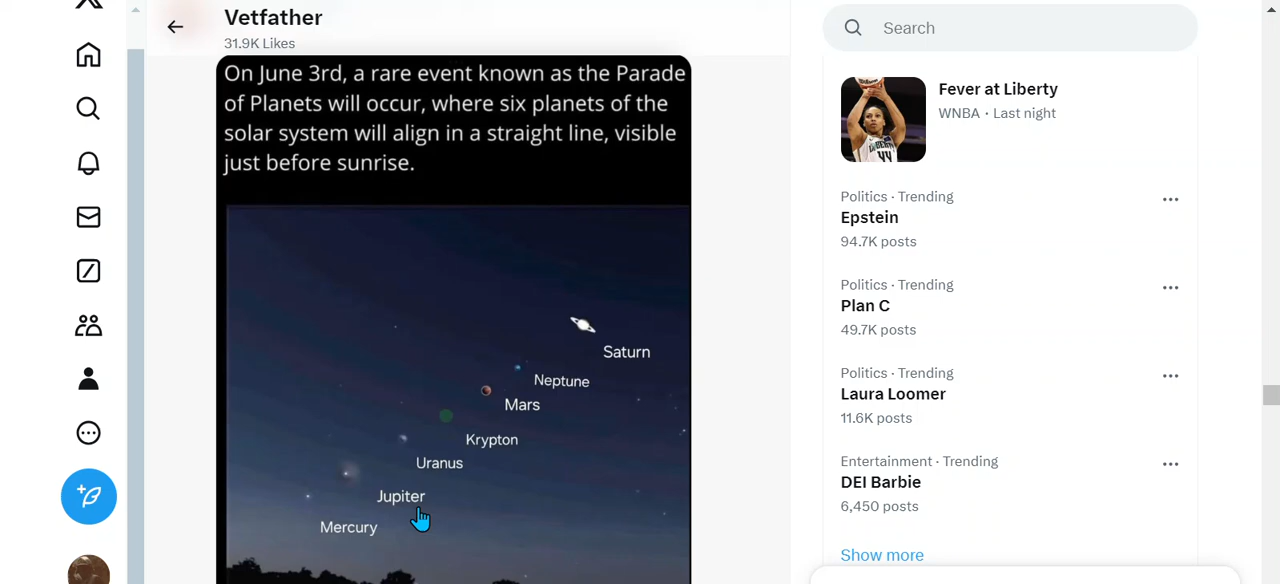 Vetfather
31.9K Likes
On June 3rd, a rare event known as the Parade
of Planets will occur, where six planets of the
solar system will align in a straight line, visible
just before sunrise.
Saturn
Neptune
Mars
Krypton
Uranus
Jupiter
Mercury
Search
Fever at Liberty
WNBA · Last night
Politics · Trending
Epstein
94.7K posts
Politics · Trending
Plan C
49.7K posts
Politics · Trending
Laura Loomer
11.6K posts
Entertainment · Trending
DEI Barbie
6,450 posts
Show more